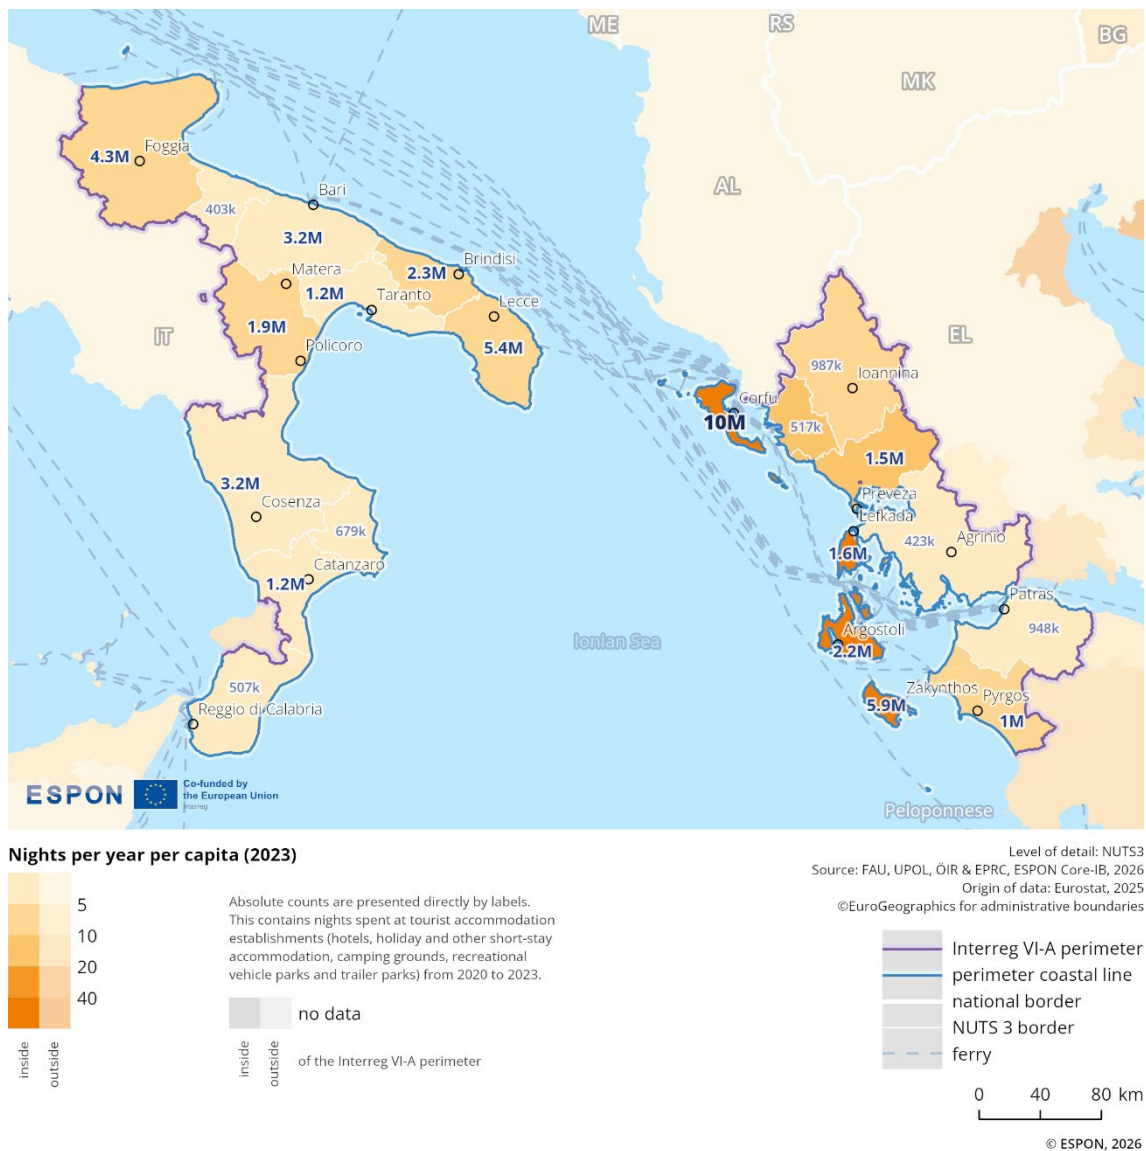 ME
RS
BG
MK
AL
IT
EL
4.3M
Foggia
403k
Bari
3.2M
Matera
1.2M
Taranto
2.3M
Brindisi
Lecce
5.4M
1.9M
Policoro
3.2M
Cosenza
679k
1.2M
Catanzaro
507k
Reggio di Calabria
Corfu
10M
987k
Ioannina
517k
1.5M
Preveza
Lefkada
1.6M
423k
Agrinio
Patras
948k
Argostoli
2.2M
Zakynthos
5.9M
Pyrgos
1M
Ionian Sea
Peloponnese
ESPON
Co-funded by
the European Union
Interreg
Nights per year per capita (2023)
5
10
20
40
inside
outside
Absolute counts are presented directly by labels.
This contains nights spent at tourist accommodation
establishments (hotels, holiday and other short-stay
accommodation, camping grounds, recreational
vehicle parks and trailer parks) from 2020 to 2023.
no data
inside
outside
of the Interreg VI-A perimeter
Level of detail: NUTS3
Source: FAU, UPOL, ÖIR & EPRC, ESPON Core-IB, 2026
Origin of data: Eurostat, 2025
©EuroGeographics for administrative boundaries
Interreg VI-A perimeter
perimeter coastal line
national border
NUTS 3 border
ferry
0 40 80 km
© ESPON, 2026